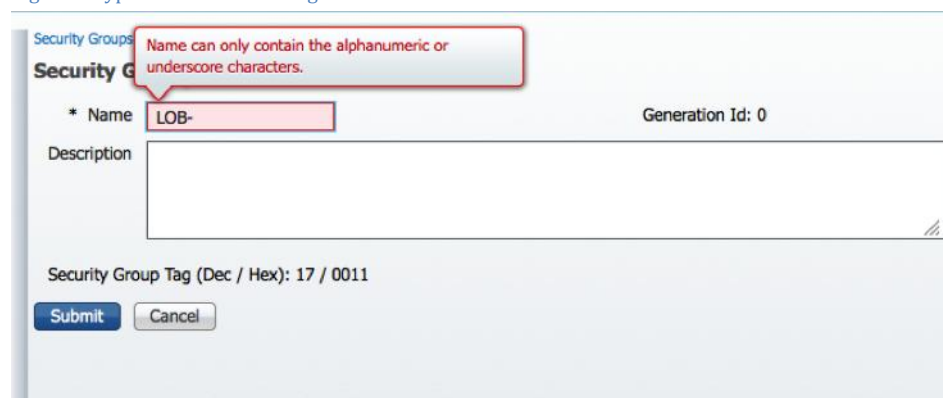 Security Groups
Name can only contain the alphanumeric or
underscore characters.
Security G
* Name LOB- Generation Id: 0
Description
Security Group Tag (Dec / Hex): 17 / 0011
Submit Cancel